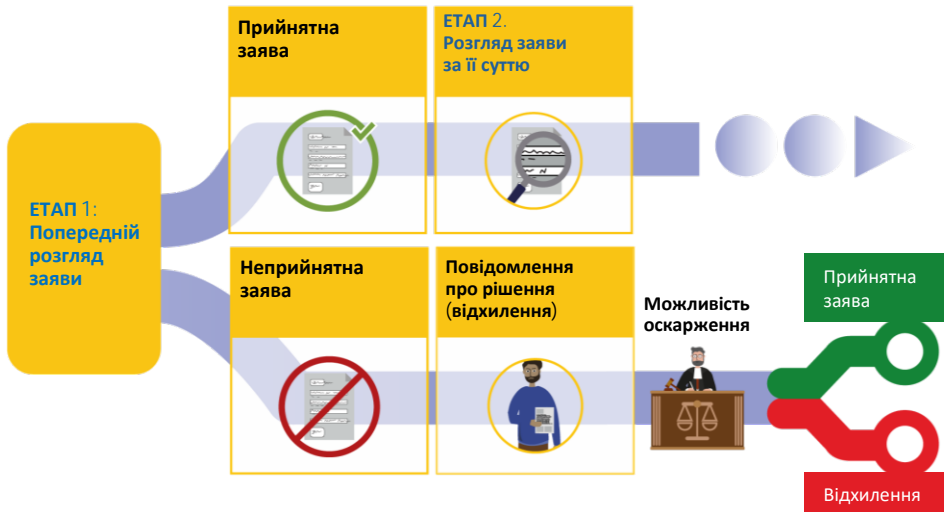 ЕТАП 1:
Попередній
розгляд
заяви
Прийнятна
заява
ЕТАП 2.
Розгляд заяви
за її суттю
Неприйнятна
заява
Повідомлення
про рішення
(відхилення)
Можливість
оскарження
Прийнятна
заява
Відхилення